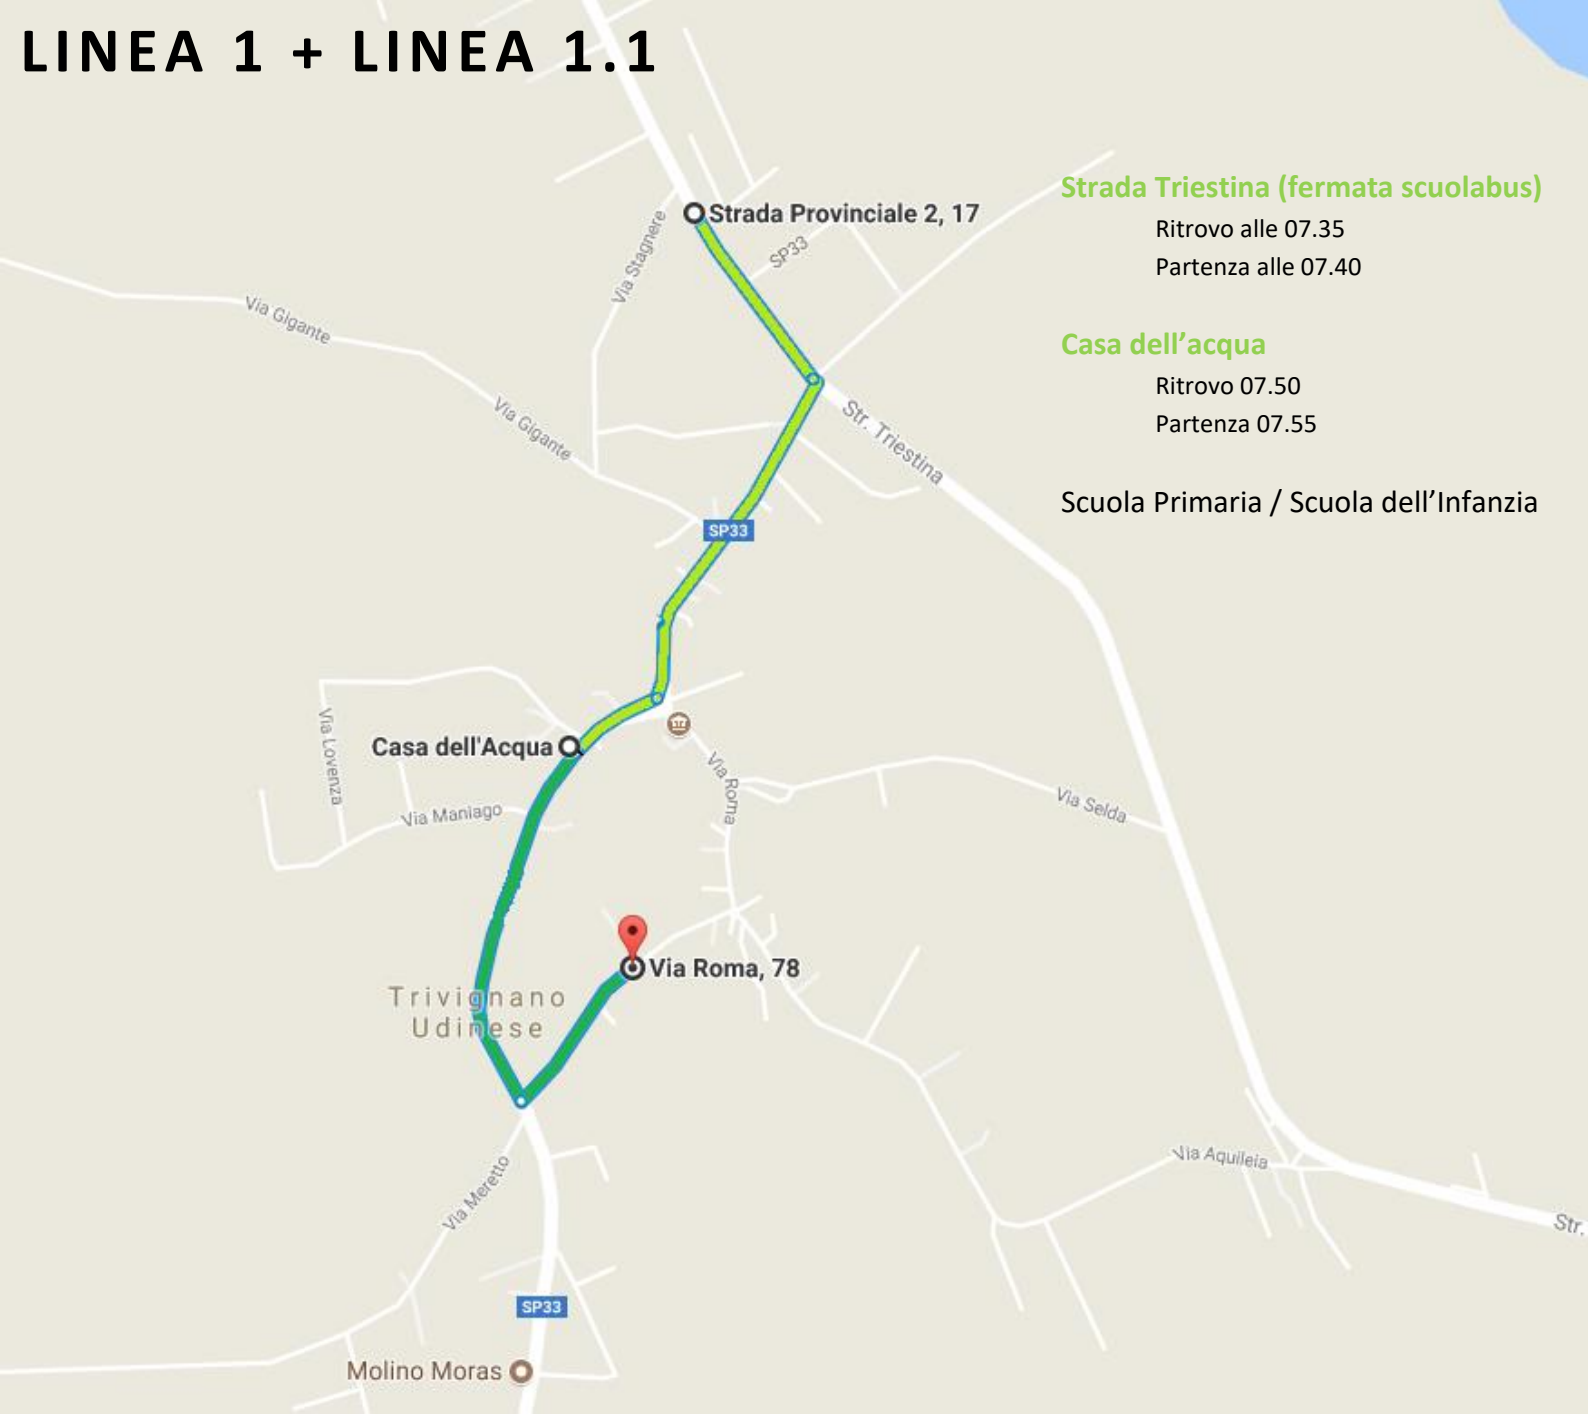 LINEA 1 + LINEA 1.1
Strada Triestina (fermata scuolabus)
Ritrovo alle 07.35
Partenza alle 07.40
Casa dell’acqua
Ritrovo 07.50
Partenza 07.55
Scuola Primaria / Scuola dell’Infanzia
Strada Provinciale 2, 17
SP33
Via Stagnere
Via Gigante
Via Gigante
Str. Triestina
SP33
Casa dell'Acqua
Via Lovenza
Via Maniago
Via Roma
Via Selda
Via Roma, 78
Trivignano
Udinese
Via Meretto
Via Aquileia
Str.
SP33
Molino Moras